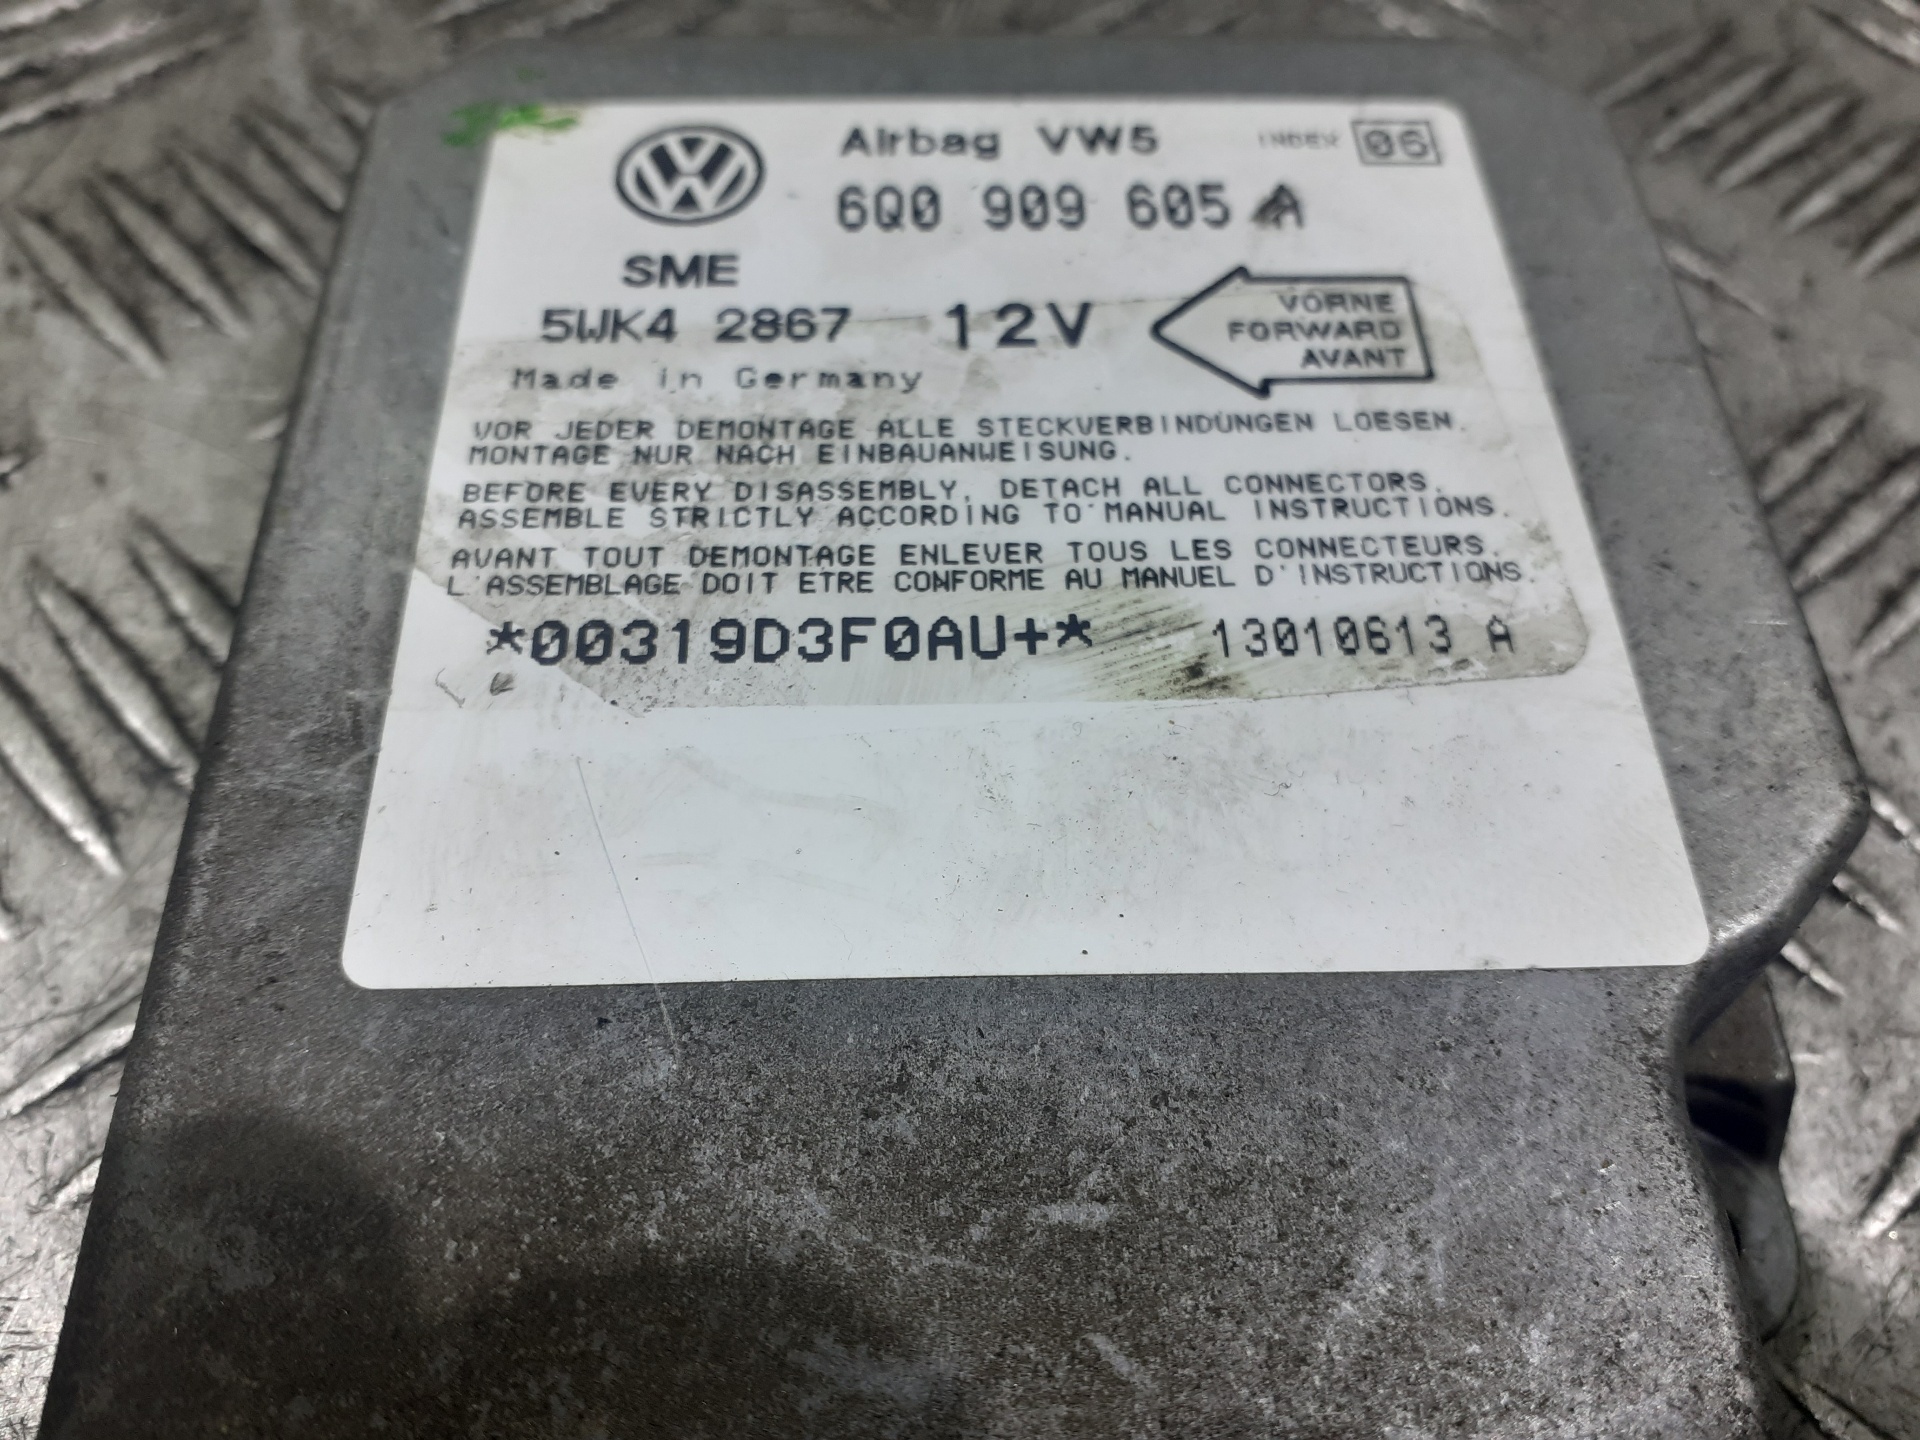 Airbag VW5 INDEX 06
6Q0 909 605 A
SME
5WK4 2867 12V
VORNE
FORWARD
AVANT
Made in Germany
VOR JEDER DEMONTAGE ALLE STECKVERBINDUNGEN LOESEN.
MONTAGE NUR NACH EINBAUANWEISUNG.
BEFORE EVERY DISASSEMBLY, DETACH ALL CONNECTORS.
ASSEMBLE STRICTLY ACCORDING TO MANUAL INSTRUCTIONS.
AVANT TOUT DEMONTAGE ENLEVER TOUS LES CONNECTEURS.
L'ASSEMBLAGE DOIT ETRE CONFORME AU MANUEL D'INSTRUCTIONS.
*00319D3F0AU+* 13010613 A